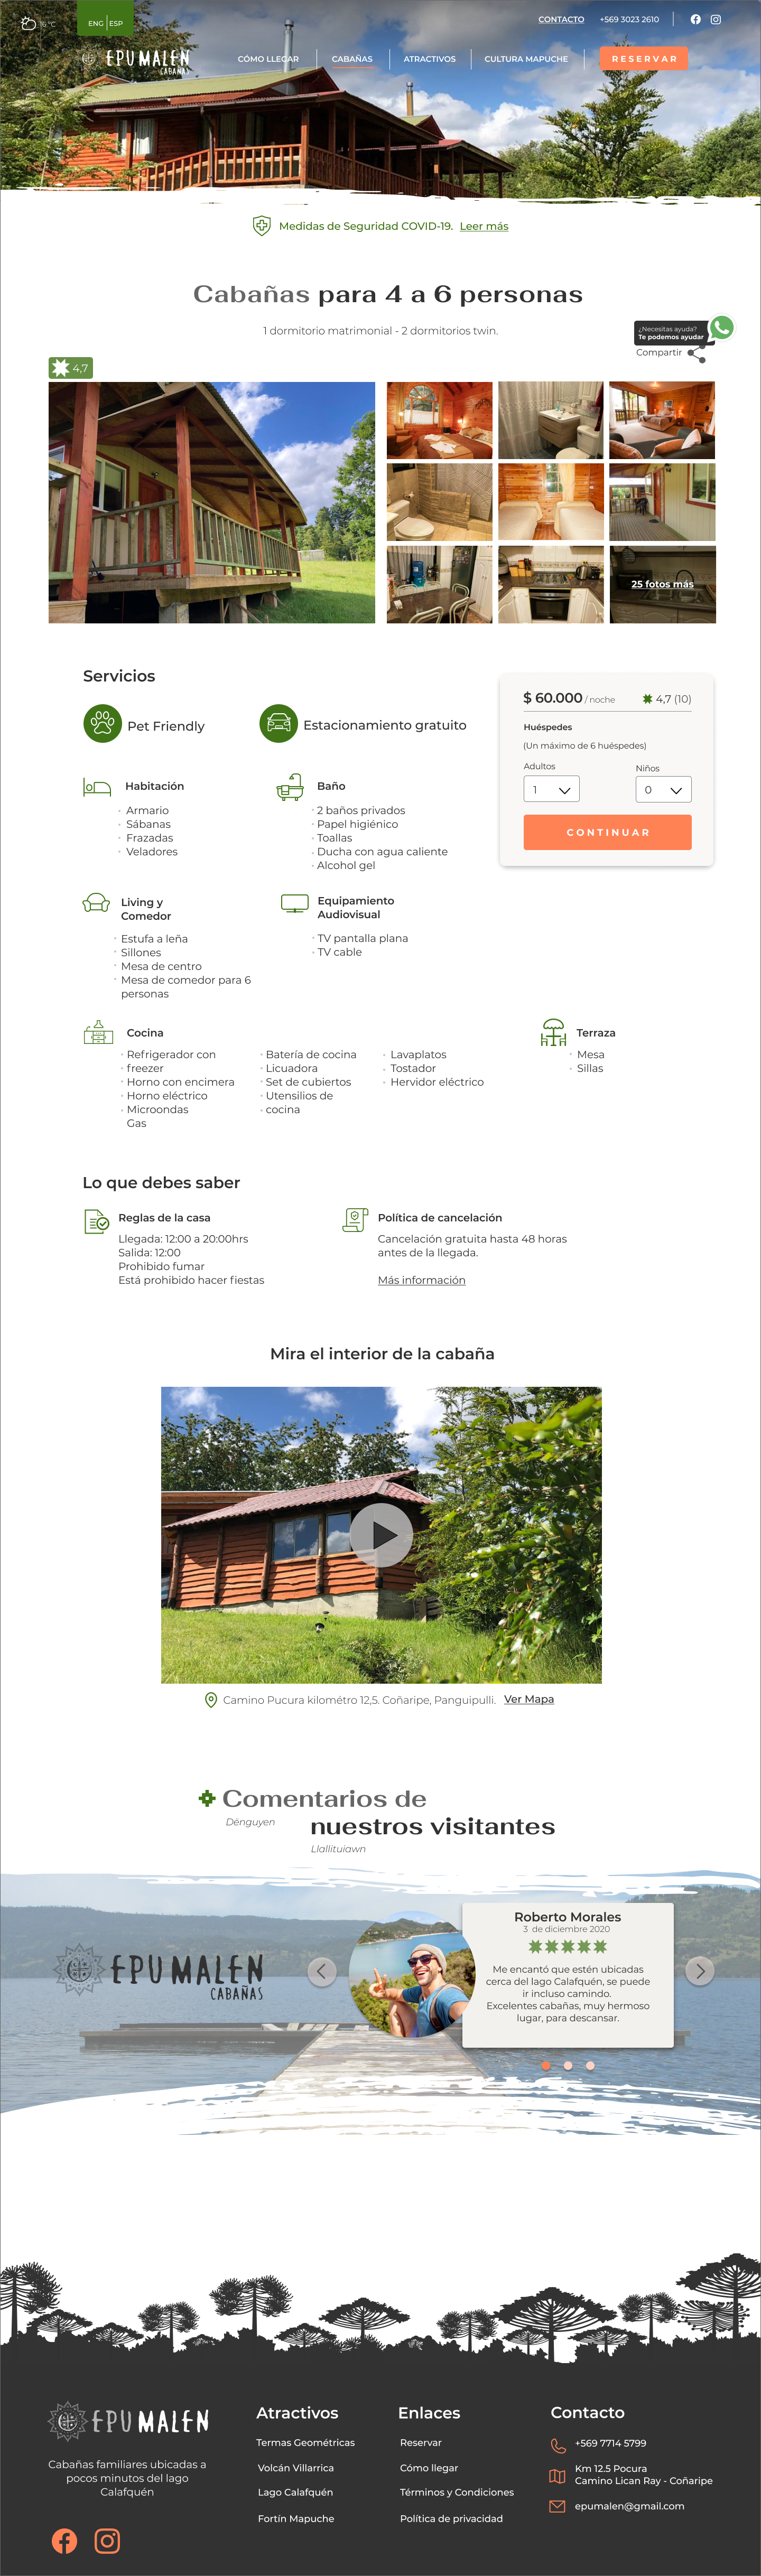 16 °C
ENG ESP
CONTACTO
+569 3023 2610
EPU MALEN
CABAÑAS
CÓMO LLEGAR
CABAÑAS
ATRACTIVOS
CULTURA MAPUCHE
RESERVAR
Medidas de Seguridad COVID-19. Leer más
Cabañas para 4 a 6 personas
1 dormitorio matrimonial - 2 dormitorios twin.
¿Necesitas ayuda?
Te podemos ayudar
Compartir
4,7
25 fotos más
Servicios
Pet Friendly
Estacionamiento gratuito
$ 60.000 / noche
4,7 (10)
Huéspedes
(Un máximo de 6 huéspedes)
Adultos
Niños
1
0
CONTINUAR
Habitación
Armario
Sábanas
Frazadas
Veladores
Baño
2 baños privados
Papel higiénico
Toallas
Ducha con agua caliente
Alcohol gel
Living y
Comedor
Estufa a leña
Sillones
Mesa de centro
Mesa de comedor para 6
personas
Equipamiento
Audiovisual
TV pantalla plana
TV cable
Cocina
Refrigerador con
freezer
Horno con encimera
Horno eléctrico
Microondas
Gas
Batería de cocina
Licuadora
Set de cubiertos
Utensilios de
cocina
Lavaplatos
Tostador
Hervidor eléctrico
Terraza
Mesa
Sillas
Lo que debes saber
Reglas de la casa
Llegada: 12:00 a 20:00hrs
Salida: 12:00
Prohibido fumar
Está prohibido hacer fiestas
Política de cancelación
Cancelación gratuita hasta 48 horas
antes de la llegada.
Más información
Mira el interior de la cabaña
Camino Pucura kilométro 12,5. Coñaripe, Panguipulli. Ver Mapa
Comentarios de
Dënguyen
nuestros visitantes
Llallituiawn
EPU MALEN
CABAÑAS
Roberto Morales
3 de diciembre 2020
Me encantó que estén ubicadas
cerca del lago Calafquén, se puede
ir incluso camindo.
Excelentes cabañas, muy hermoso
lugar, para descansar.
EPU MALEN
Cabañas familiares ubicadas a
pocos minutos del lago
Calafquén
Atractivos
Termas Geométricas
Volcán Villarrica
Lago Calafquén
Fortín Mapuche
Enlaces
Reservar
Cómo llegar
Términos y Condiciones
Política de privacidad
Contacto
+569 7714 5799
Km 12.5 Pocura
Camino Lican Ray - Coñaripe
epumalen@gmail.com